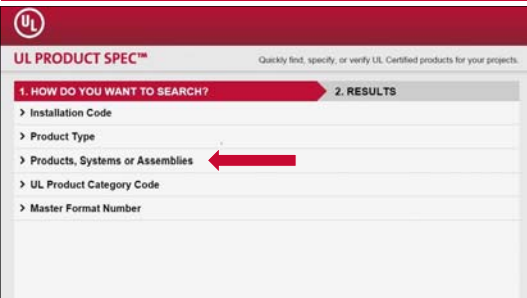 UL
UL PRODUCT SPEC™
Quickly find, specify, or verify UL Certified products for your projects.
1. HOW DO YOU WANT TO SEARCH?
2. RESULTS
> Installation Code
> Product Type
> Products, Systems or Assemblies
> UL Product Category Code
> Master Format Number